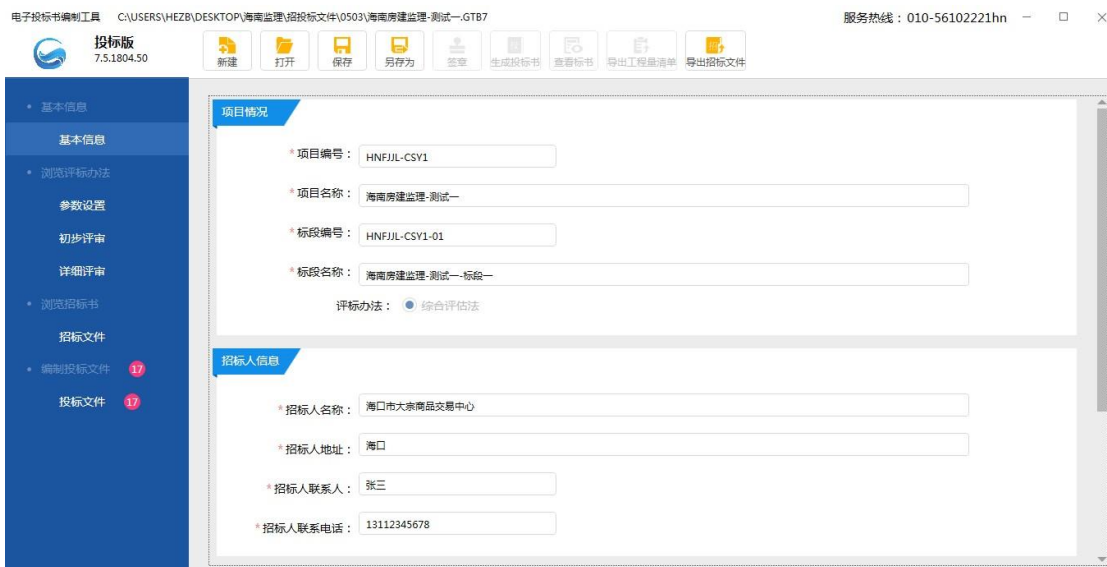 电子投标书编制工具 C:\USERS\HEZB\DESKTOP\海南监理\招投标文件\0503\海南房建监理-测试一.GTB7 服务热线：010-56102221hn
投标版
7.5.1804.50
新建 打开 保存 另存为 签章 生成投标书 查看标书 导出工程量清单 导出招标文件
基本信息
基本信息
浏览评标办法
参数设置
初步评审
详细评审
浏览招标书
招标文件
编制投标文件 17
投标文件 17
项目情况
*项目编号： HNFJJL-CSY1
*项目名称： 海南房建监理-测试一
*标段编号： HNFJJL-CSY1-01
*标段名称： 海南房建监理-测试一-标段一
评标办法： 综合评估法
招标人信息
*招标人名称： 海口市大宗商品交易中心
*招标人地址： 海口
*招标人联系人： 张三
*招标人联系电话： 13112345678